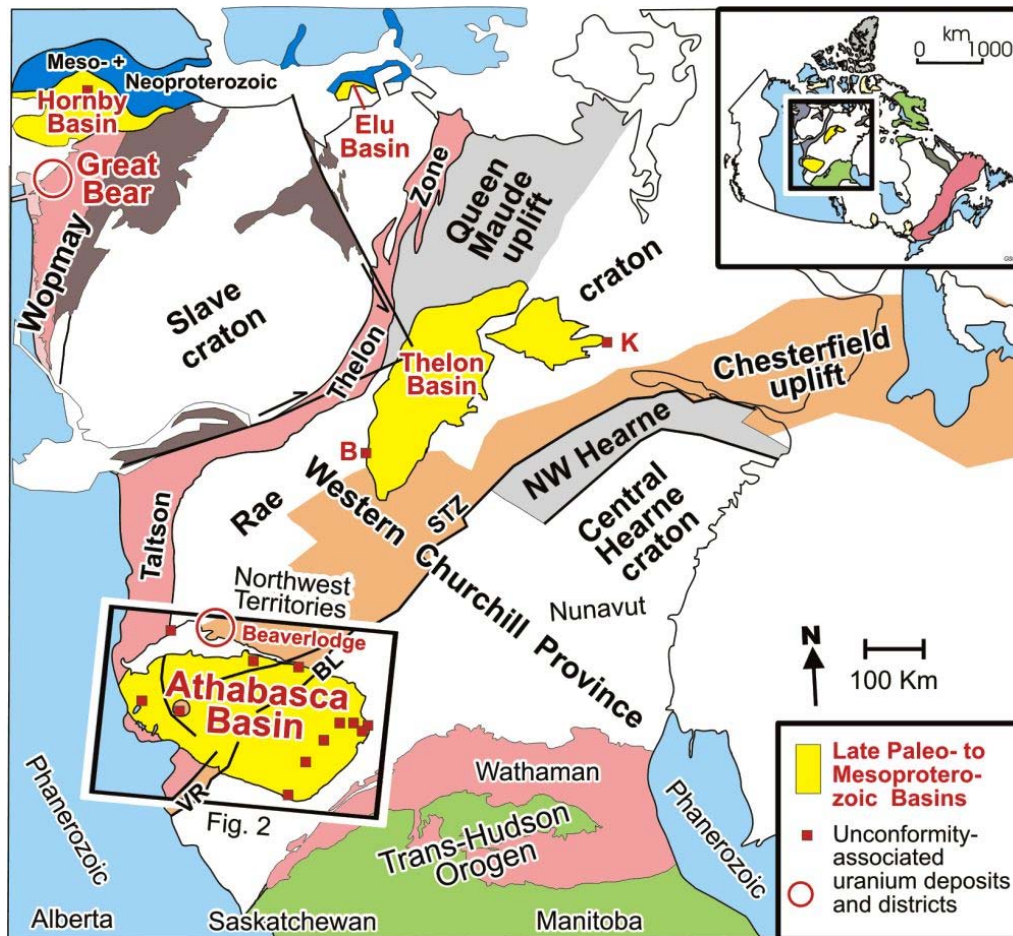 Meso- +
Neoproterozoic
Hornby
Basin
Great
Bear
Wopmay
Slave
craton
Elu
Basin
Zone
Thelon
Queen
Maude
uplift
craton
km
0 1000
Thelon
Basin
K
B
Chesterfield
uplift
NW Hearne
Central
Hearne
craton
STZ
Rae
Western Churchill Province
Taltson
Northwest
Territories
Nunavut
Beaverlodge
BL
Athabasca
Basin
VR
Fig. 2
N
100 Km
Wathaman
Trans-Hudson
Orogen
Phanerozoic
Phanerozoic
Alberta
Saskatchewan
Manitoba
Late Paleo- to
Mesoprotero-
zoic Basins
Unconformity-
associated
uranium deposits
and districts